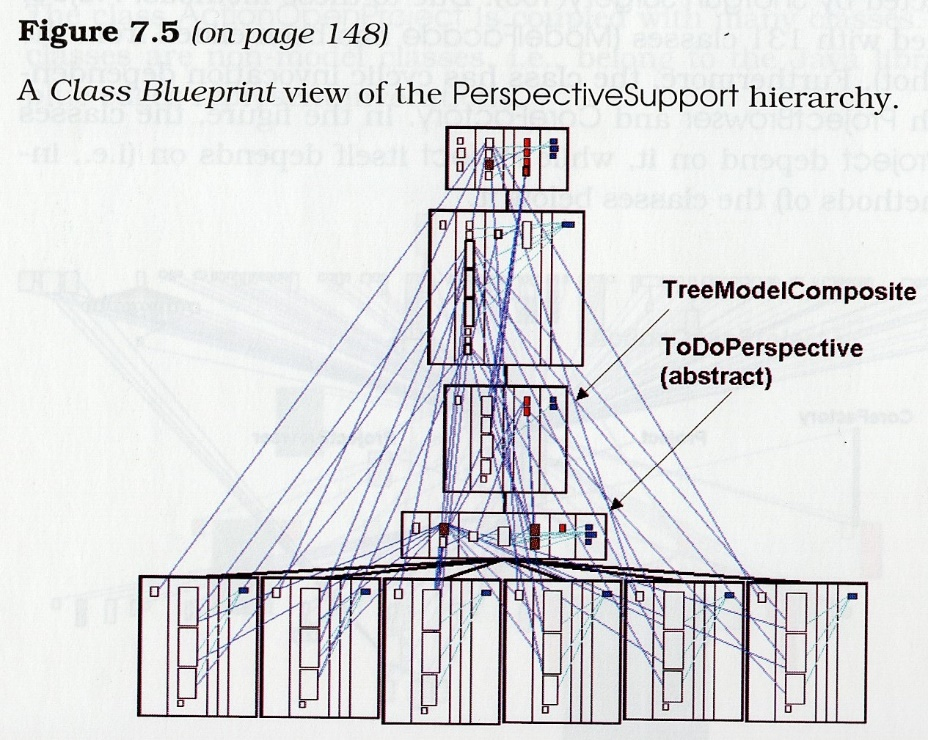 Figure 7.5 (on page 148)
A Class Blueprint view of the PerspectiveSupport hierarchy.
TreeModelComposite
ToDoPerspective
(abstract)